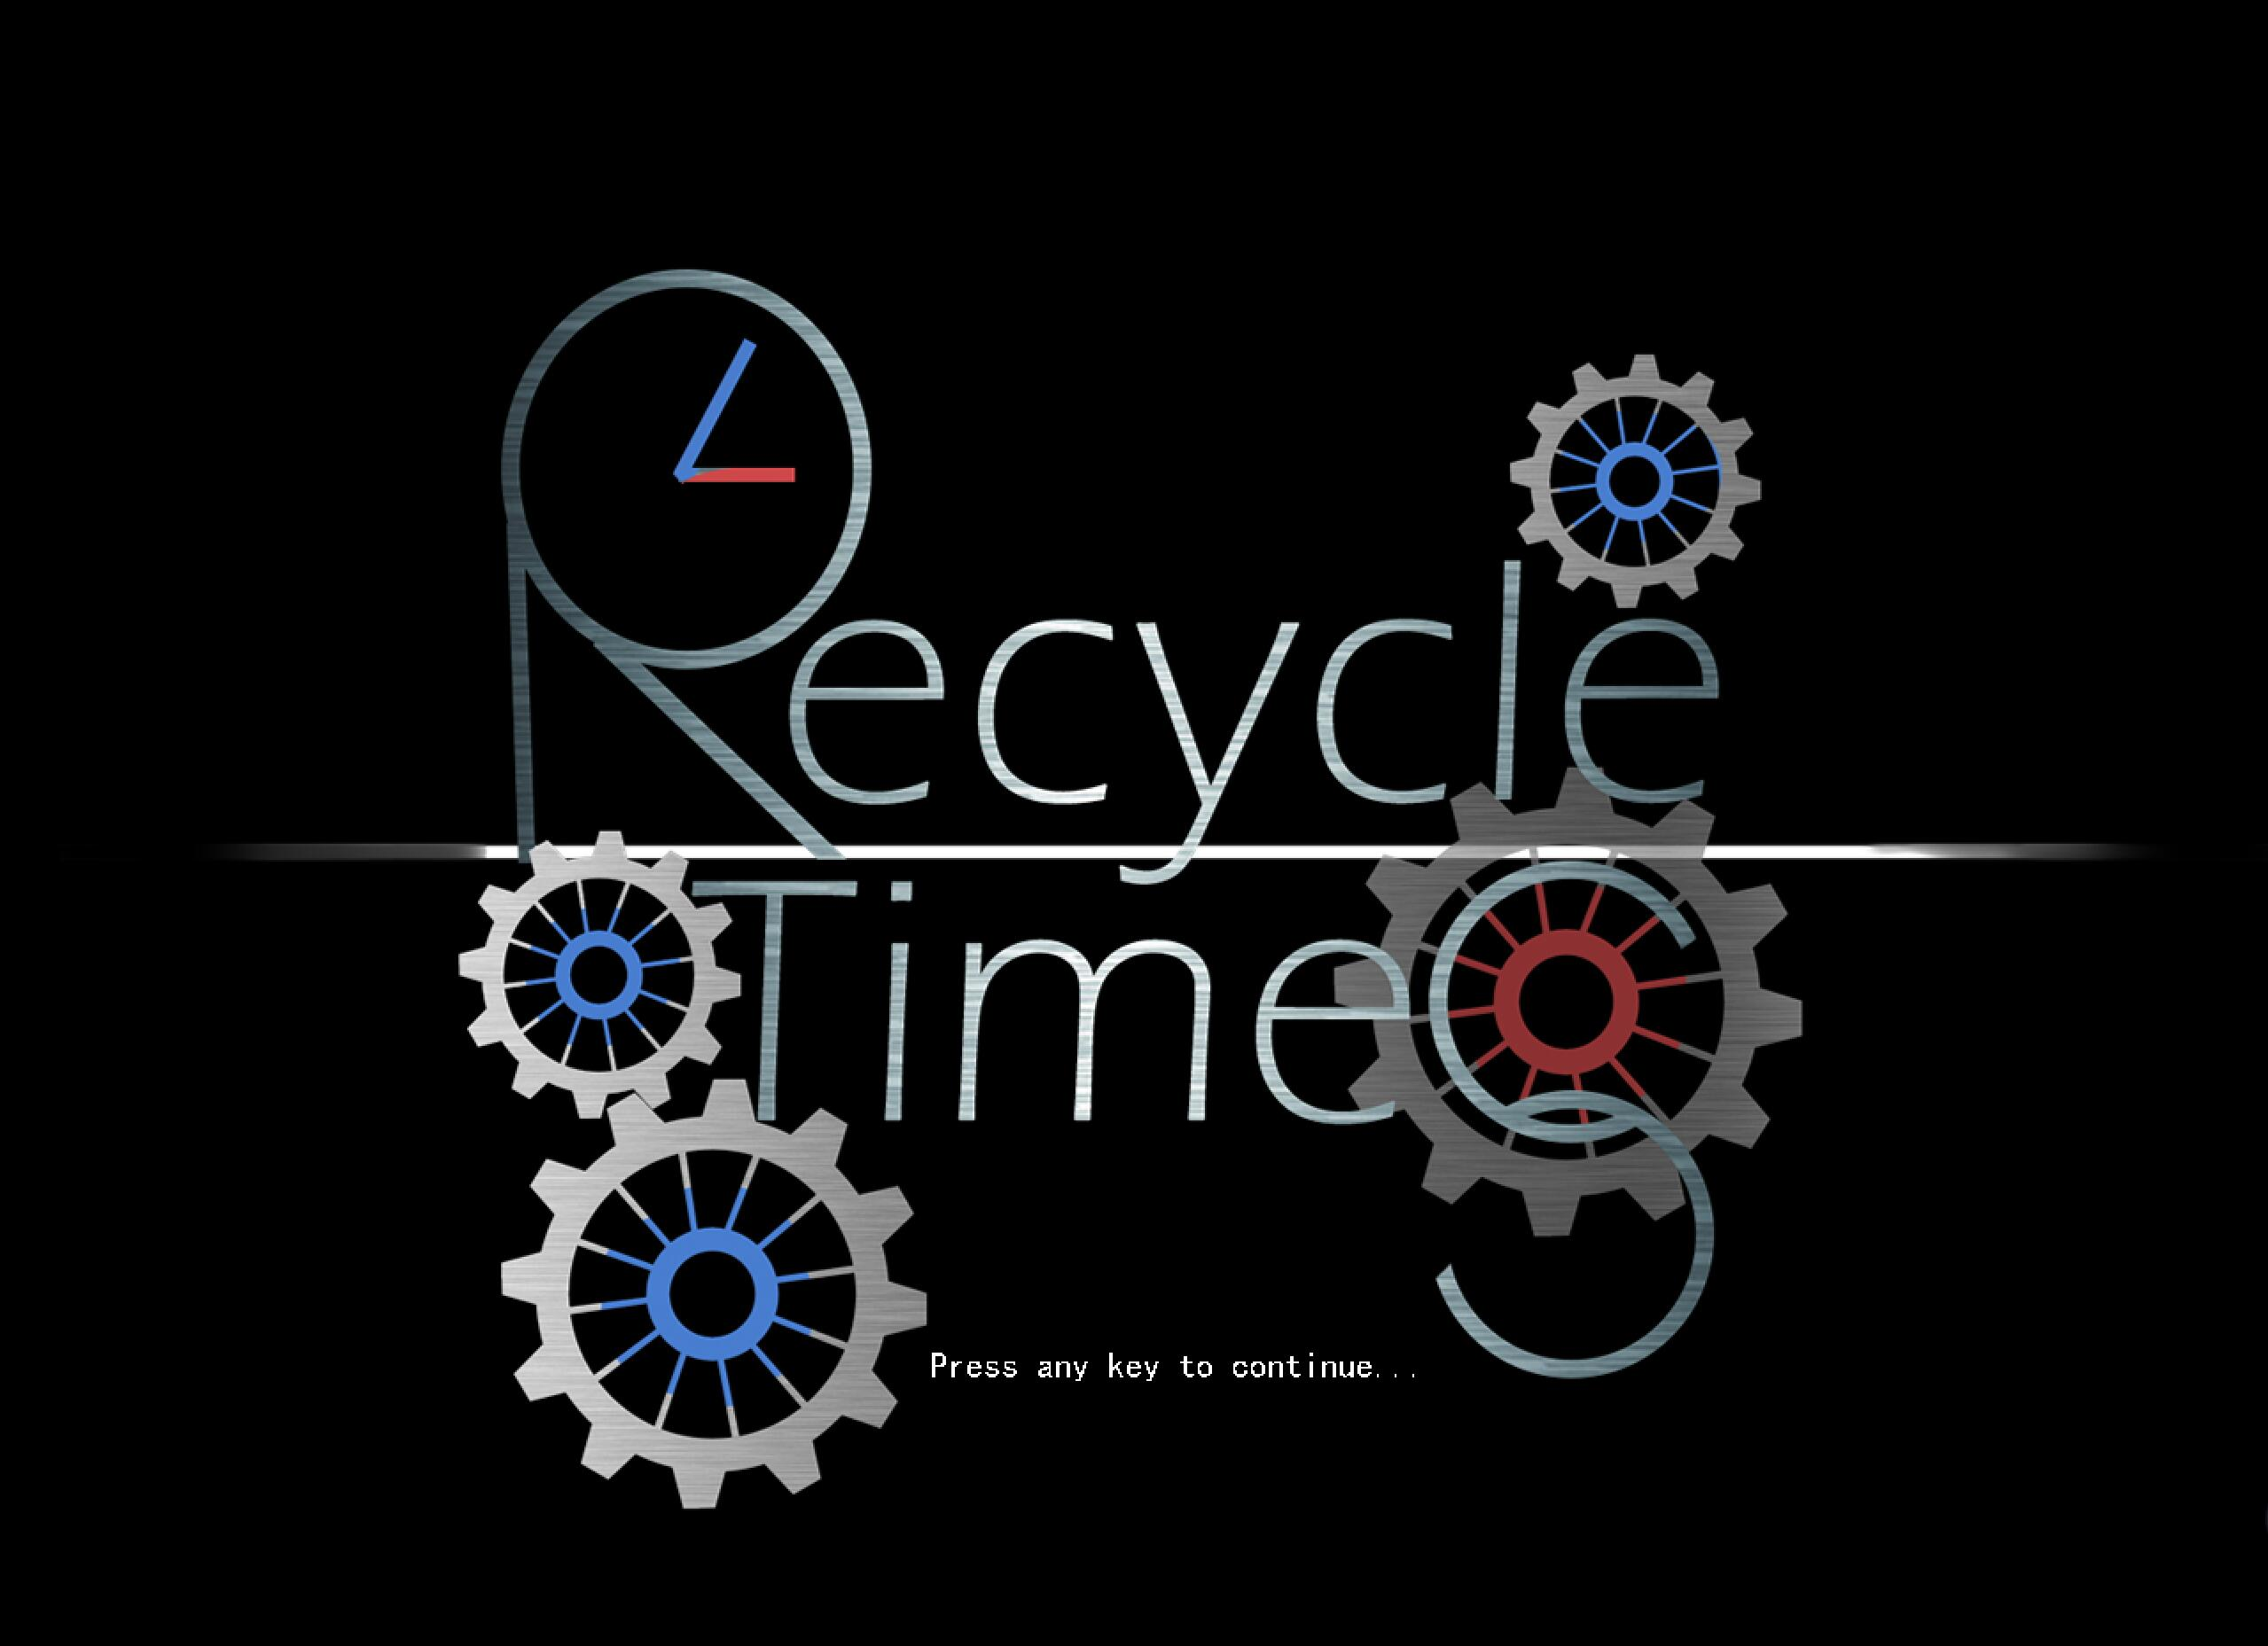 Recycle
Times
Press any key to continue...